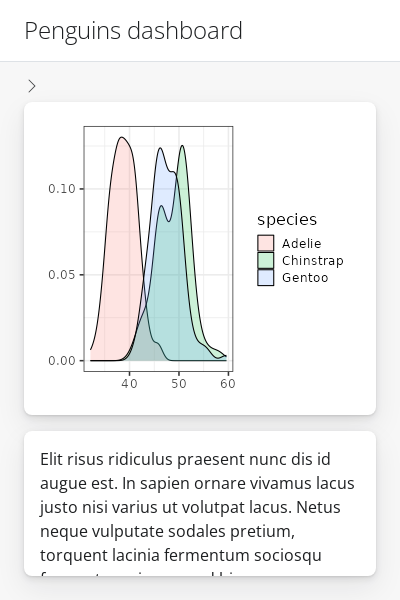 Penguins dashboard
0.10
0.05
0.00
40 50 60
species
Adelie
Chinstrap
Gentoo
Elit risus ridiculus praesent nunc dis id
augue est. In sapien ornare vivamus lacus
justo nisi varius ut volutpat lacus. Netus
neque vulputate sodales pretium,
torquent lacinia fermentum sociosqu